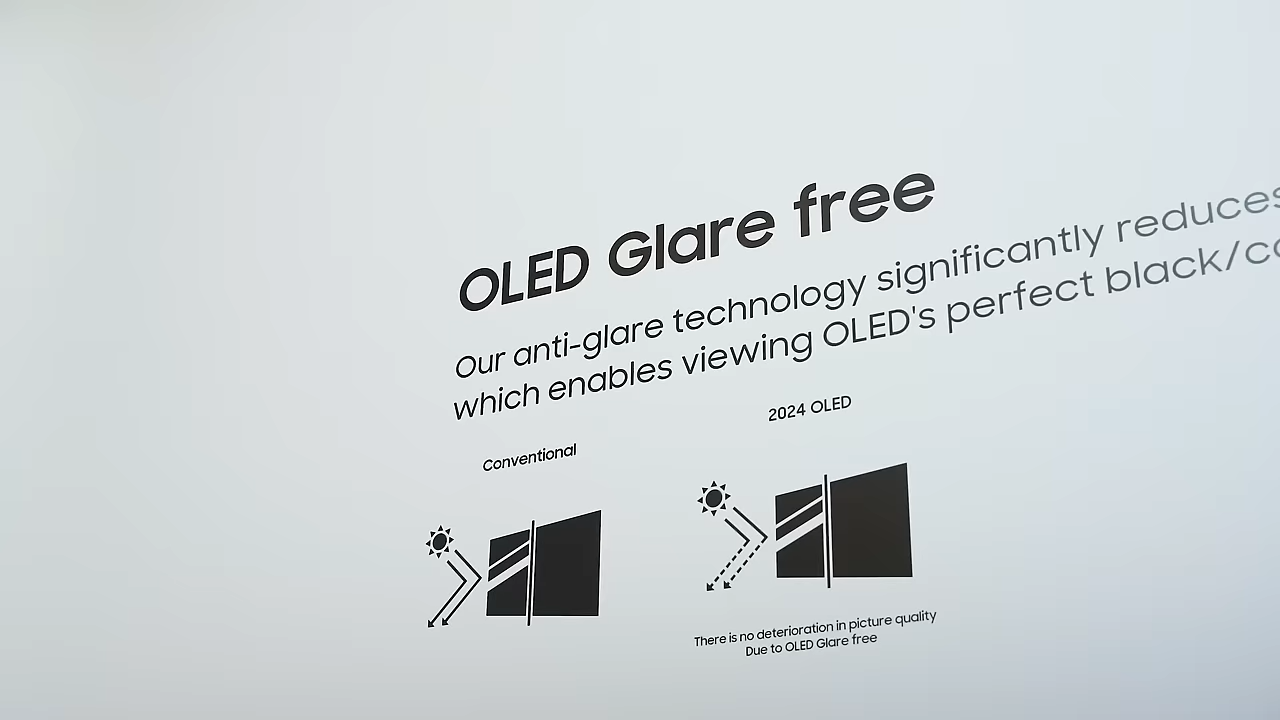 OLED Glare free
Our anti-glare technology significantly reduces
which enables viewing OLED's perfect black/co
Conventional
2024 OLED
There is no deterioration in picture quality
Due to OLED Glare free